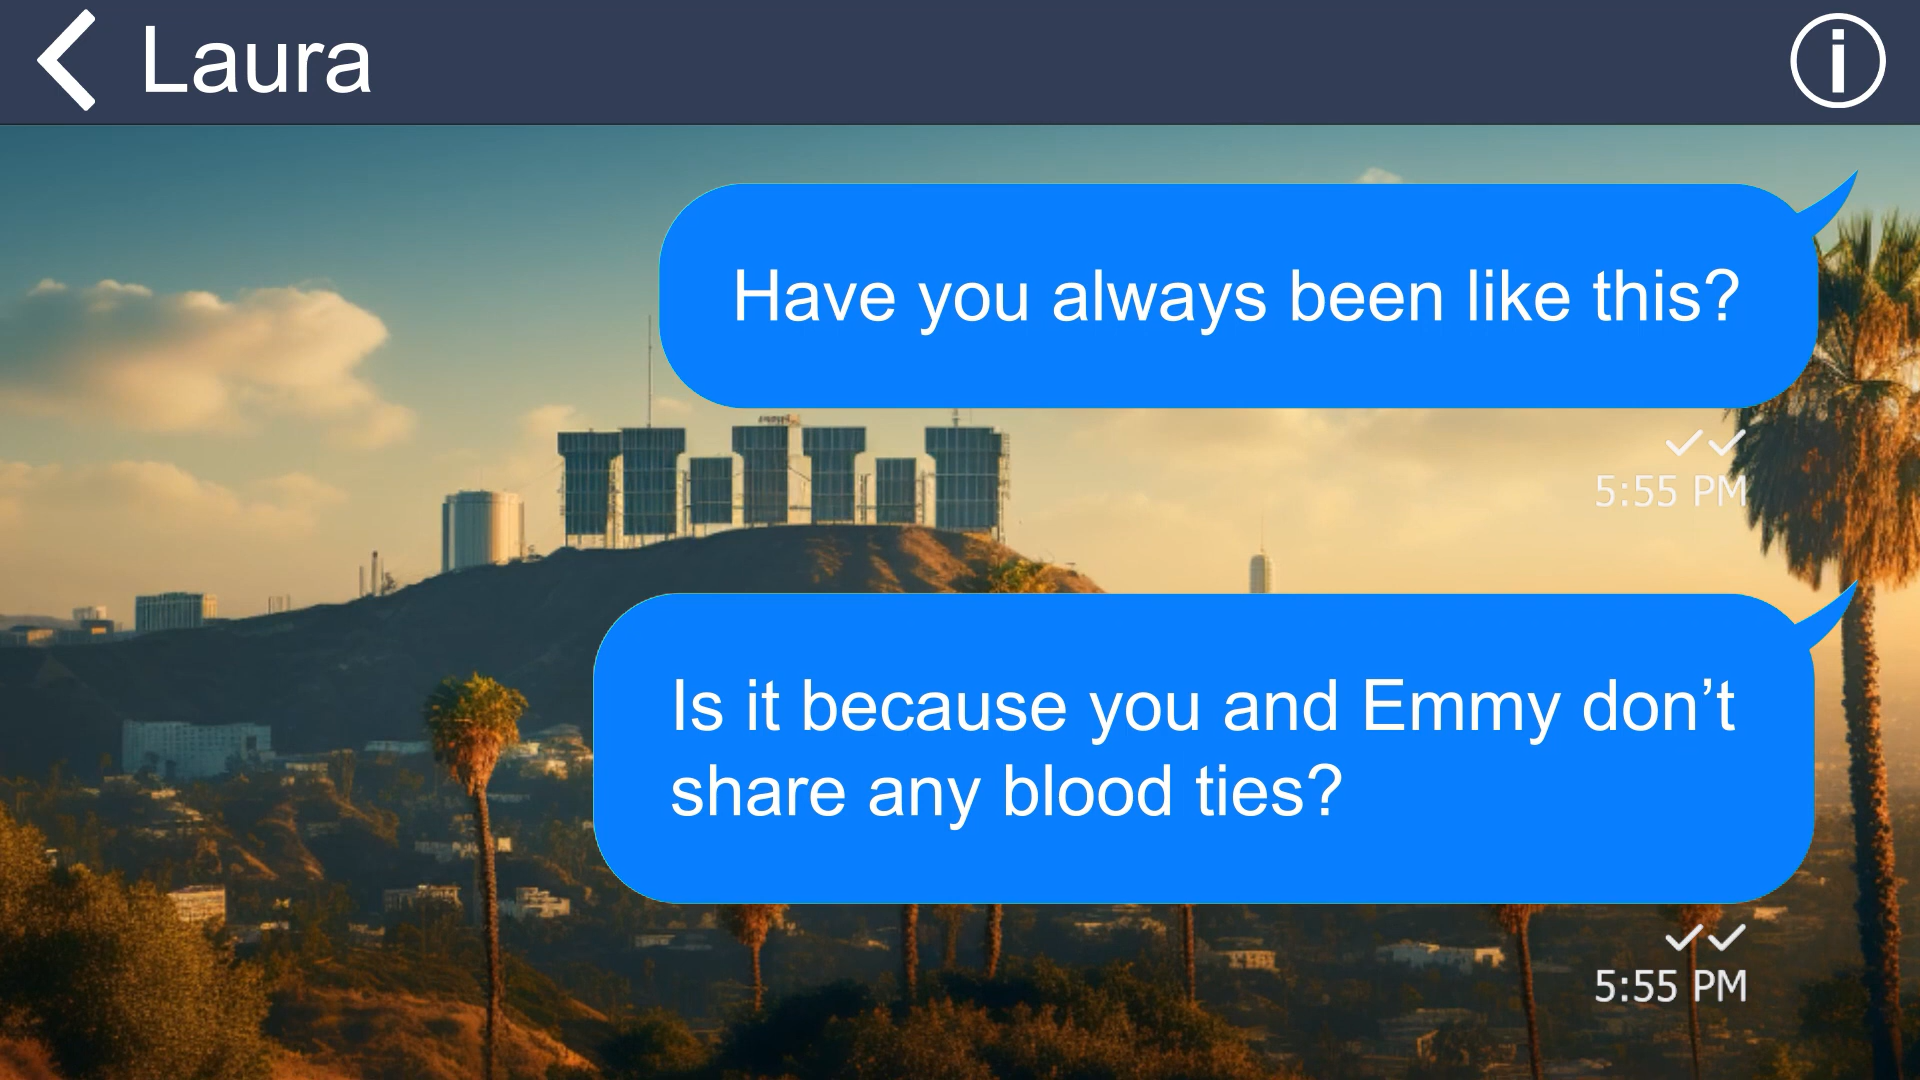 Laura
Have you always been like this?
5:55 PM
Is it because you and Emmy don’t
share any blood ties?
5:55 PM